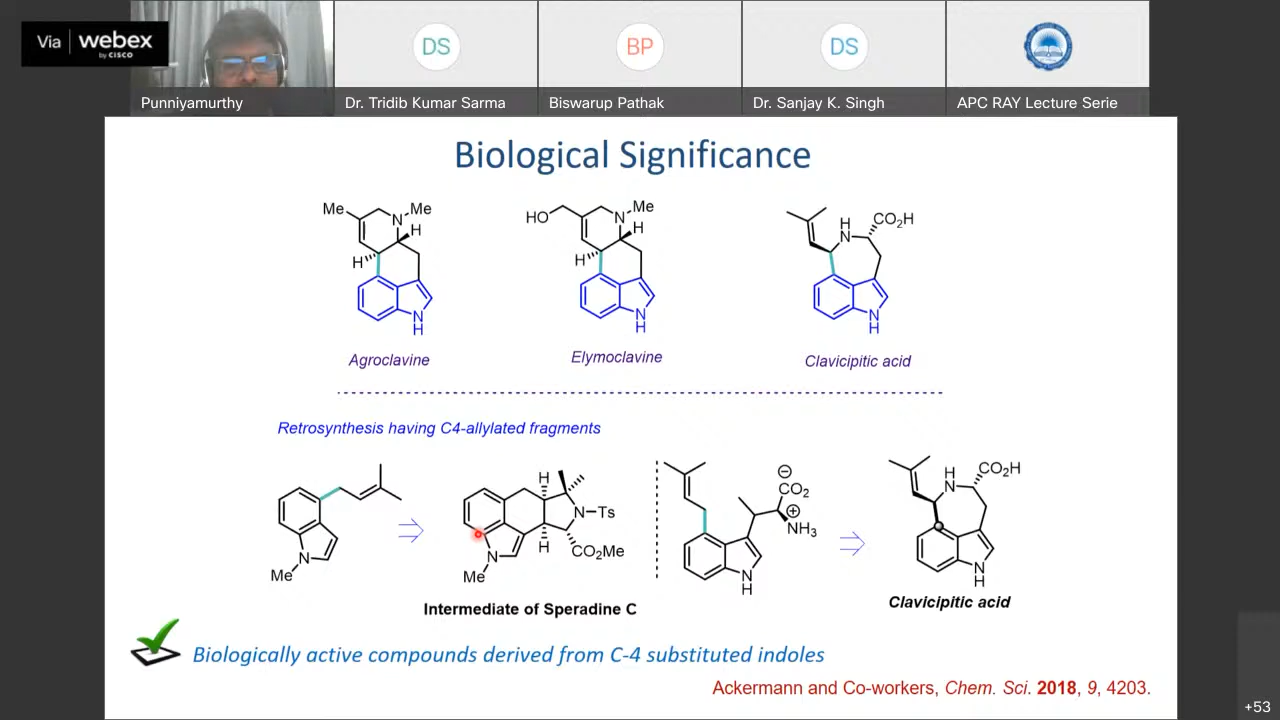 Via webex
by CISCO
DS
BP
DS
Punniyamurthy
Dr. Tridib Kumar Sarma
Biswarup Pathak
Dr. Sanjay K. Singh
APC RAY Lecture Serie
Biological Significance
Me
N
Me
H
H
N
H
HO
N
Me
H
H
N
H
H
N
CO2H
N
H
Agroclavine
Elymoclavine
Clavicipitic acid
Retrosynthesis having C4-allylated fragments
N
Me
H
N
Ts
H
CO2Me
N
Me
⊖
CO2
⊕
NH3
N
H
H
N
CO2H
N
H
Intermediate of Speradine C
Clavicipitic acid
Biologically active compounds derived from C-4 substituted indoles
Ackermann and Co-workers, Chem. Sci. 2018, 9, 4203.
+53